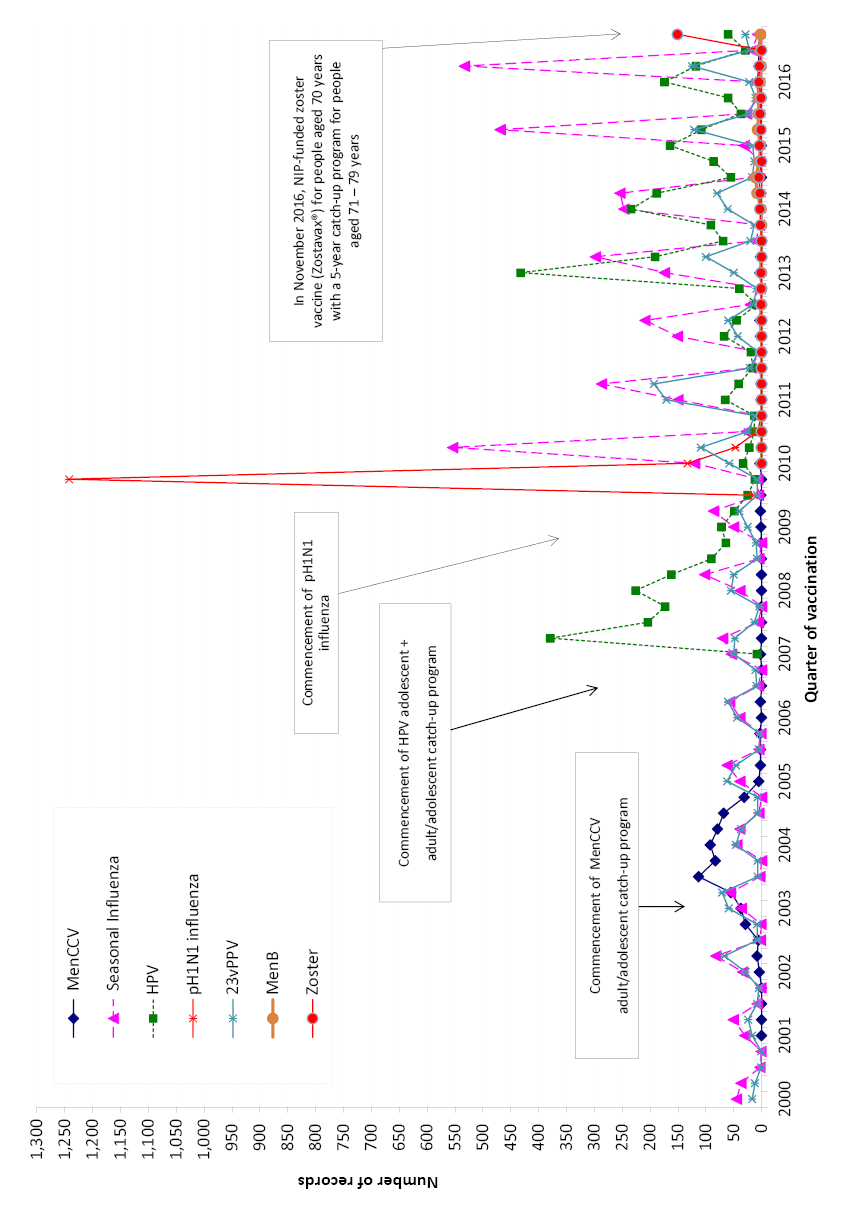 1,300
1,250
1,200
1,150
1,100
1,050
1,000
950
900
850
800
750
700
650
600
550
500
450
400
350
300
250
200
150
100
50
0
Number of records
MenCCV
Seasonal Influenza
HPV
pH1N1 influenza
23vPPV
MenB
Zoster
Commencement of MenCCV
adult/adolescent catch-up program
Commencement of HPV adolescent +
adult/adolescent catch-up program
Commencement of pH1N1
influenza
In November 2016, NIP-funded zoster
vaccine (Zostavax®) for people aged 70 years
with a 5-year catch-up program for people
aged 71 – 79 years
2000 2001 2002 2003 2004 2005 2006 2007 2008 2009 2010 2011 2012 2013 2014 2015 2016
Quarter of vaccination